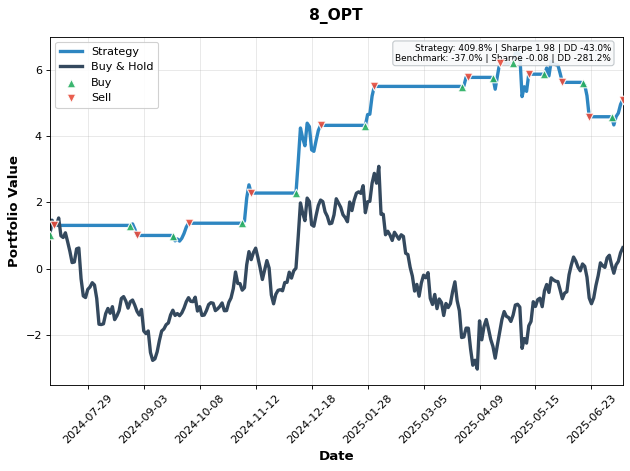 8_OPT
Strategy: 409.8% | Sharpe 1.98 | DD -43.0%
Benchmark: -37.0% | Sharpe -0.08 | DD -281.2%
Strategy
Buy & Hold
Buy
Sell
Portfolio Value
6
4
2
0
−2
2024-07-29
2024-09-03
2024-10-08
2024-11-12
2024-12-18
2025-01-28
2025-03-05
2025-04-09
2025-05-15
2025-06-23
Date